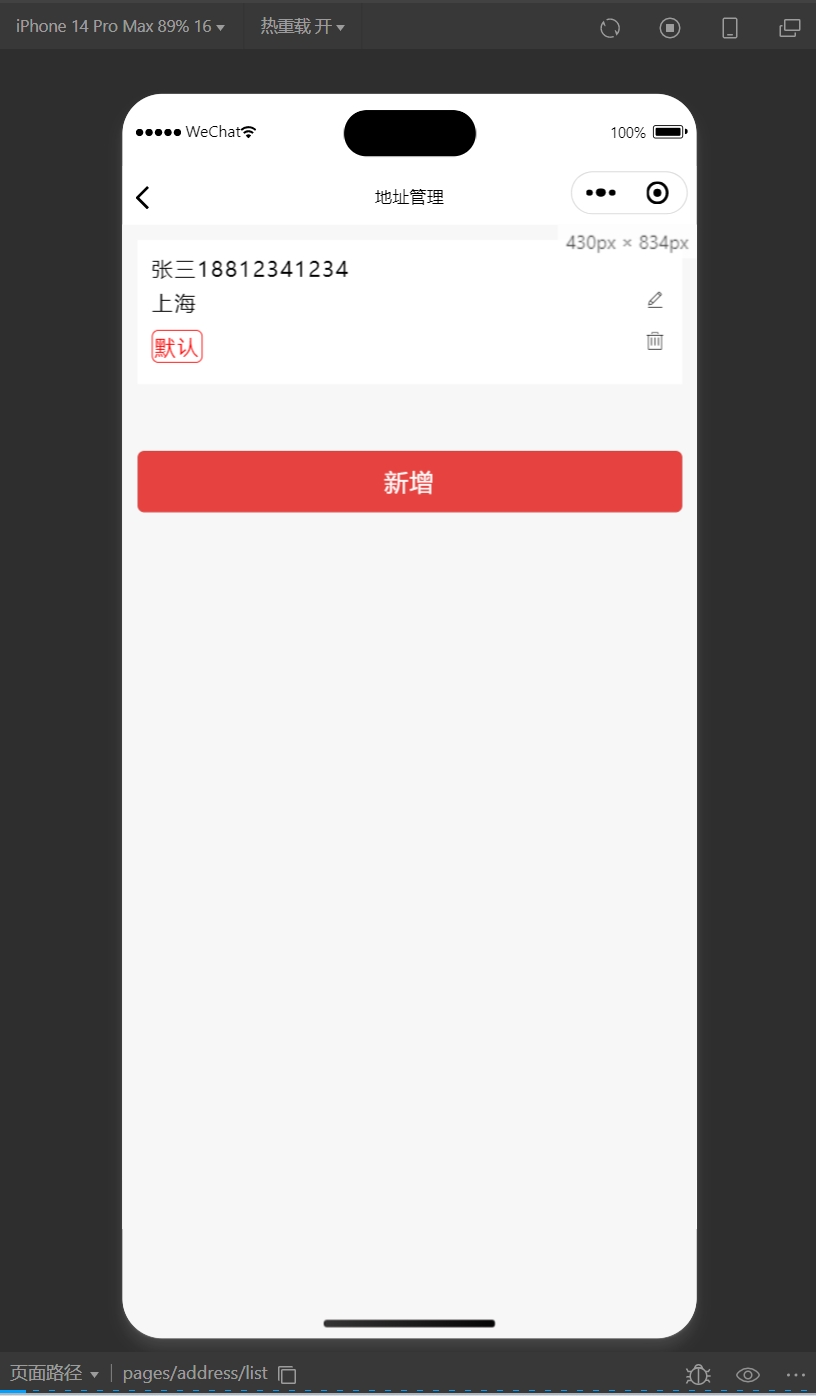 iPhone 14 Pro Max 89% 16 热重载 开
WeChat 100%
地址管理
430px × 834px
张三18812341234
上海
默认
新增
页面路径 pages/address/list